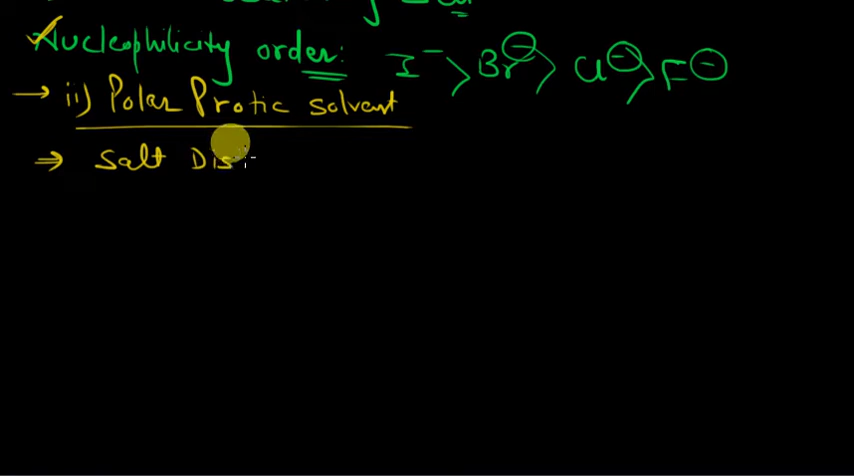 Nucleophilicity order: I⁻ > Br⊖ > Cl⊖ > F⊖
→ ii) Polar Protic solvent
⇒ Salt Dis